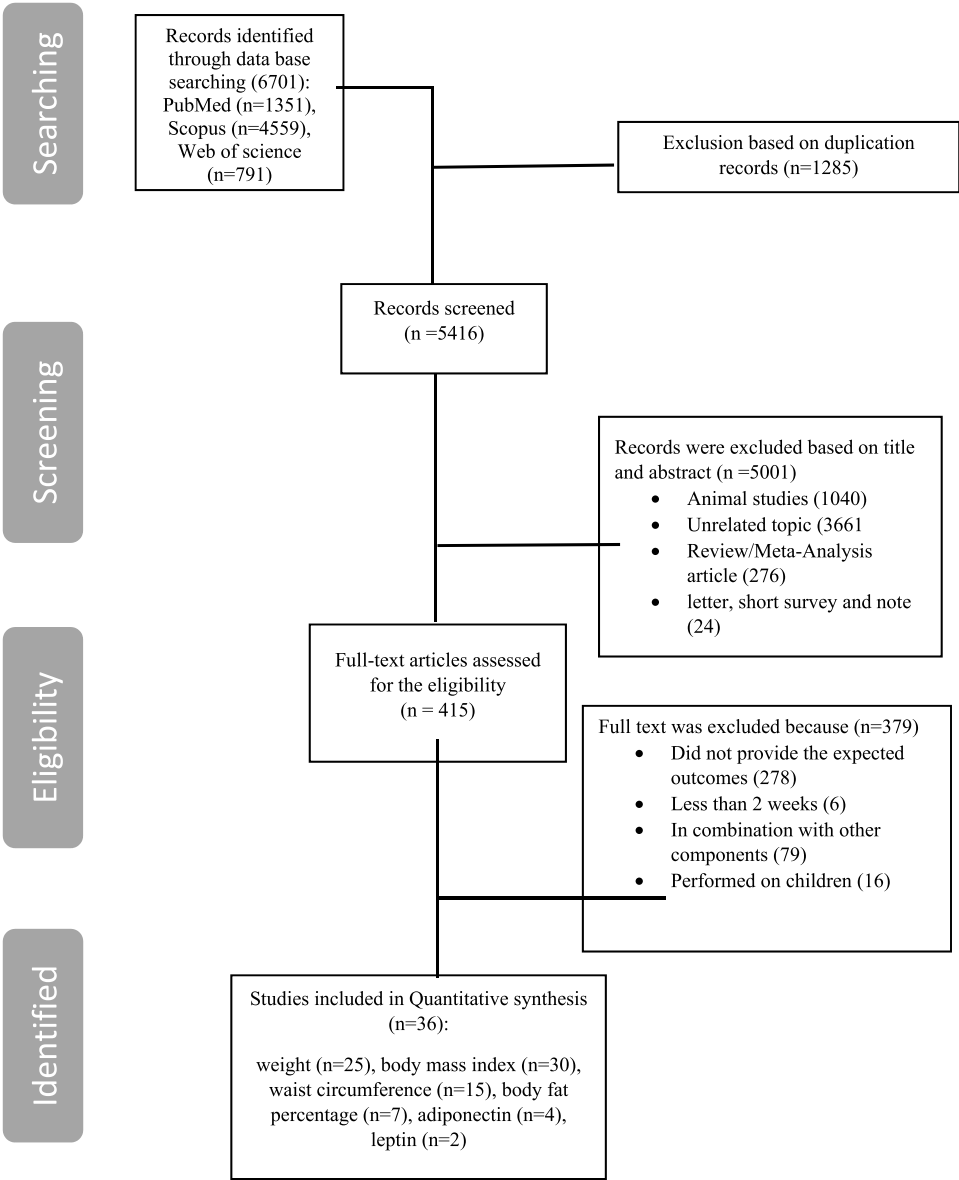 Searching
Records identified
through data base
searching (6701):
PubMed (n=1351),
Scopus (n=4559),
Web of science
(n=791)
Exclusion based on duplication
records (n=1285)
Screening
Records screened
(n =5416)
Records were excluded based on title
and abstract (n =5001)
• Animal studies (1040)
• Unrelated topic (3661
• Review/Meta-Analysis
article (276)
• letter, short survey and note
(24)
Eligibility
Full-text articles assessed
for the eligibility
(n = 415)
Full text was excluded because (n=379)
• Did not provide the expected
outcomes (278)
• Less than 2 weeks (6)
• In combination with other
components (79)
• Performed on children (16)
Identified
Studies included in Quantitative synthesis
(n=36):
weight (n=25), body mass index (n=30),
waist circumference (n=15), body fat
percentage (n=7), adiponectin (n=4),
leptin (n=2)